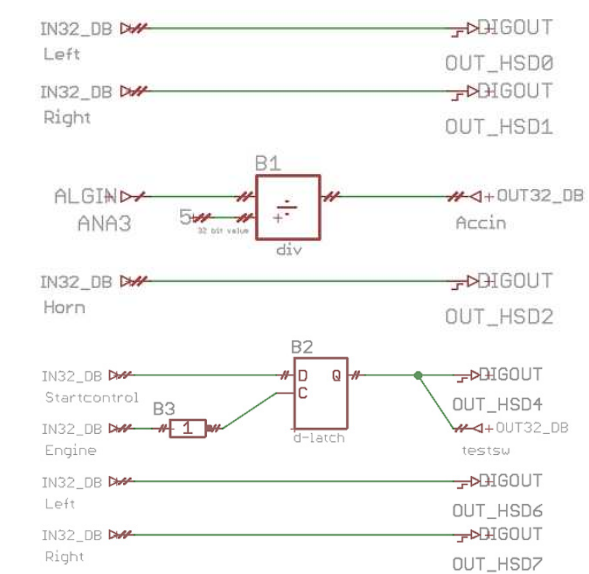 IN32_DB DIGOUT
Left OUT_HSD0
IN32_DB DIGOUT
Right OUT_HSD1
B1
ALGIN OUT32_DB
ANA3 5 Accin
32 bit value
div
IN32_DB DIGOUT
Horn OUT_HSD2
B2
IN32_DB D Q DIGOUT
Startcontrol C OUT_HSD4
B3
IN32_DB 1 OUT32_DB
Engine d-latch testsw
IN32_DB DIGOUT
Left OUT_HSD6
IN32_DB DIGOUT
Right OUT_HSD7